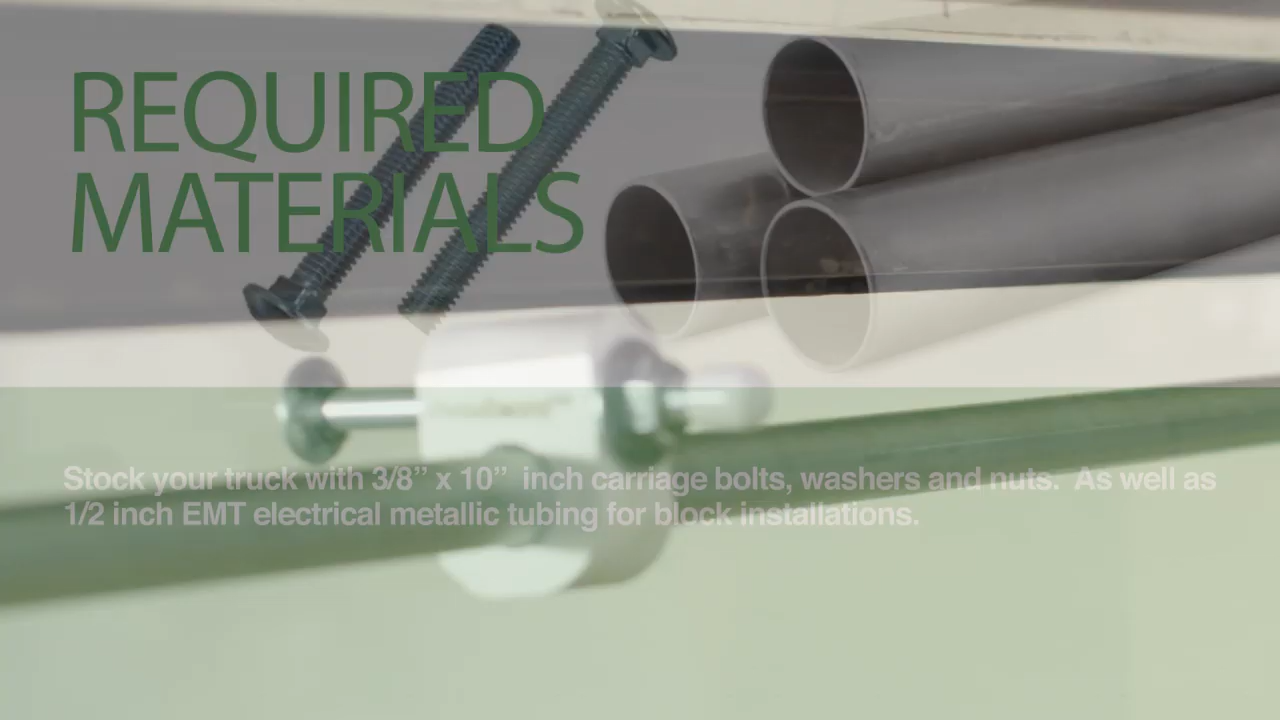 REQUIRED
MATERIALS
Stock your truck with 3/8” x 10”  inch carriage bolts, washers and nuts.  As well as
1/2 inch EMT electrical metallic tubing for block installations.